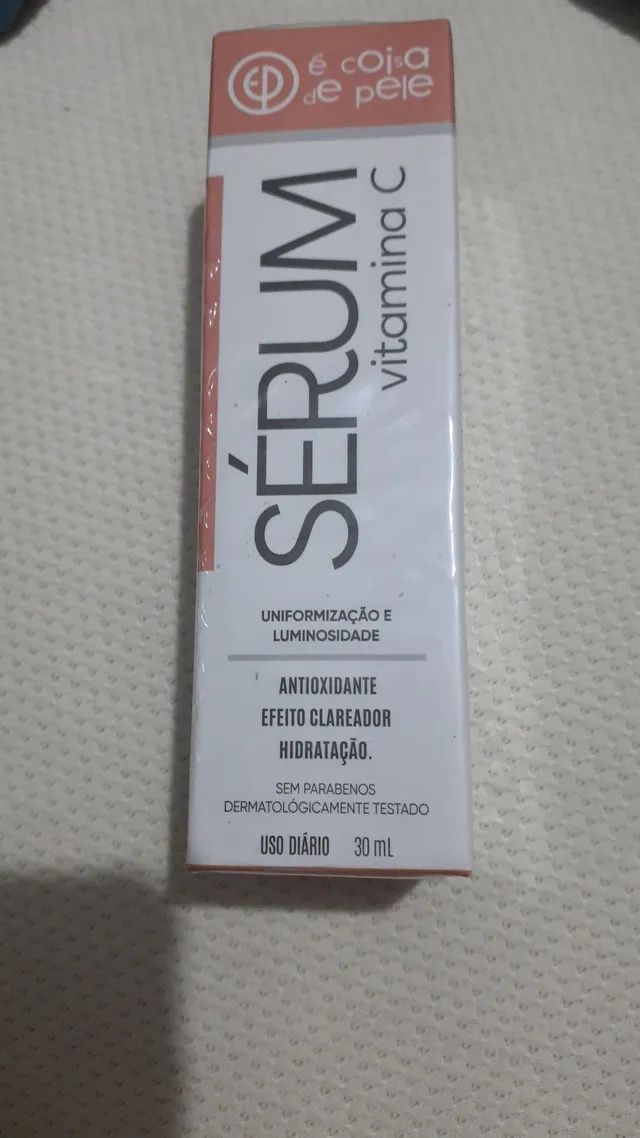 EP
é coisa
de pele
SÉRUM
vitamina C
UNIFORMIZAÇÃO E
LUMINOSIDADE
ANTIOXIDANTE
EFEITO CLAREADOR
HIDRATAÇÃO.
SEM PARABENOS
DERMATOLÓGICAMENTE TESTADO
USO DIÁRIO 30 mL